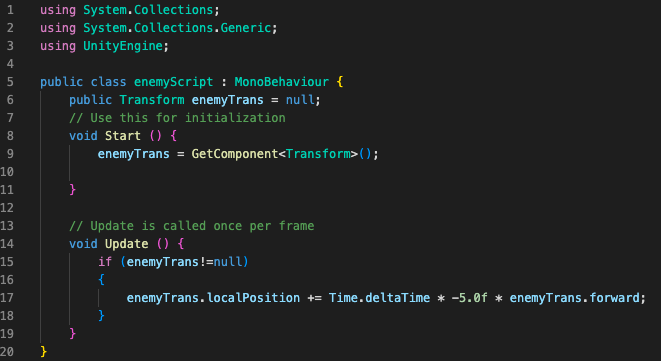 1 using System.Collections;
2 using System.Collections.Generic;
3 using UnityEngine;
4
5 public class enemyScript : MonoBehaviour {
6     public Transform enemyTrans = null;
7     // Use this for initialization
8     void Start () {
9         enemyTrans = GetComponent<Transform>();
10
11     }
12
13     // Update is called once per frame
14     void Update () {
15         if (enemyTrans!=null)
16         {
17             enemyTrans.localPosition += Time.deltaTime * -5.0f * enemyTrans.forward;
18         }
19     }
20 }